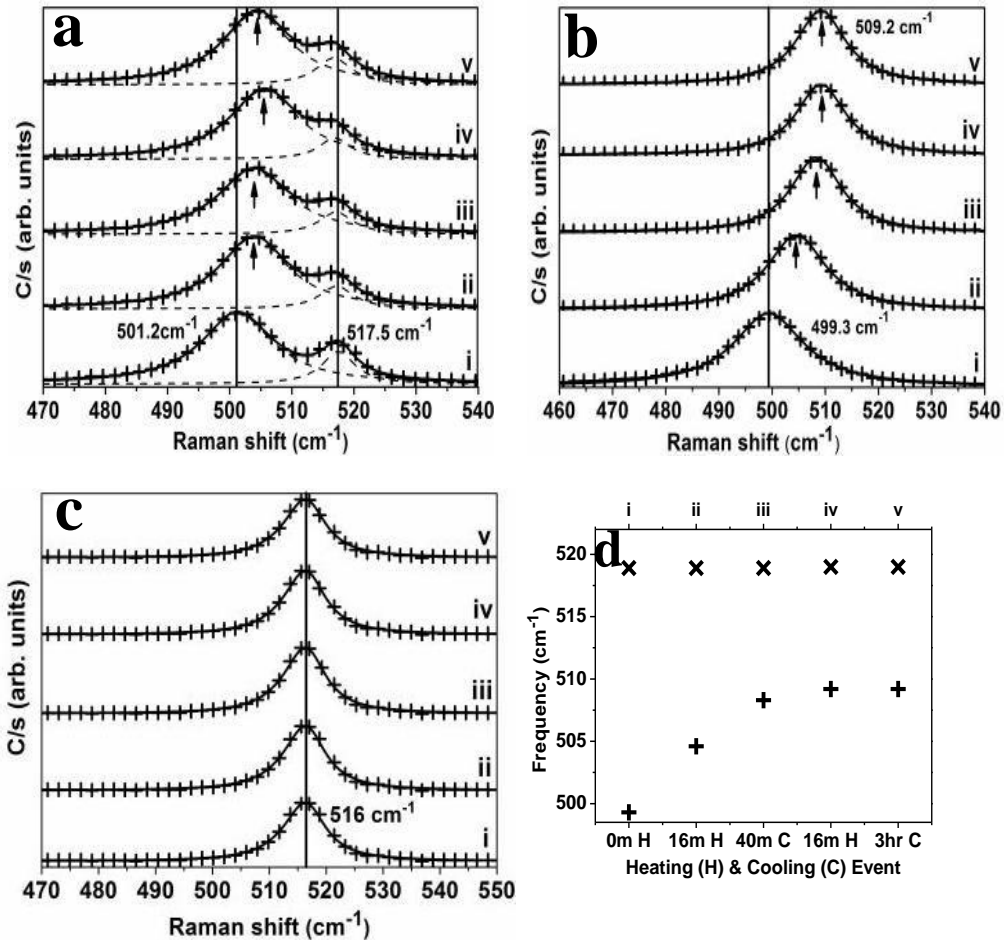 a
C/s (arb. units)
v
iv
iii
ii
i
501.2cm⁻¹
517.5 cm⁻¹
470 480 490 500 510 520 530 540
Raman shift (cm⁻¹)
b
C/s (arb. units)
509.2 cm⁻¹
v
iv
iii
ii
499.3 cm⁻¹
i
460 470 480 490 500 510 520 530 540
Raman shift (cm⁻¹)
c
C/s (arb. units)
v
iv
iii
ii
516 cm⁻¹
i
470 480 490 500 510 520 530 540 550
Raman shift (cm⁻¹)
i ii iii iv v
d
Frequency (cm⁻¹)
520
515
510
505
500
0m H 16m H 40m C 16m H 3hr C
Heating (H) & Cooling (C) Event